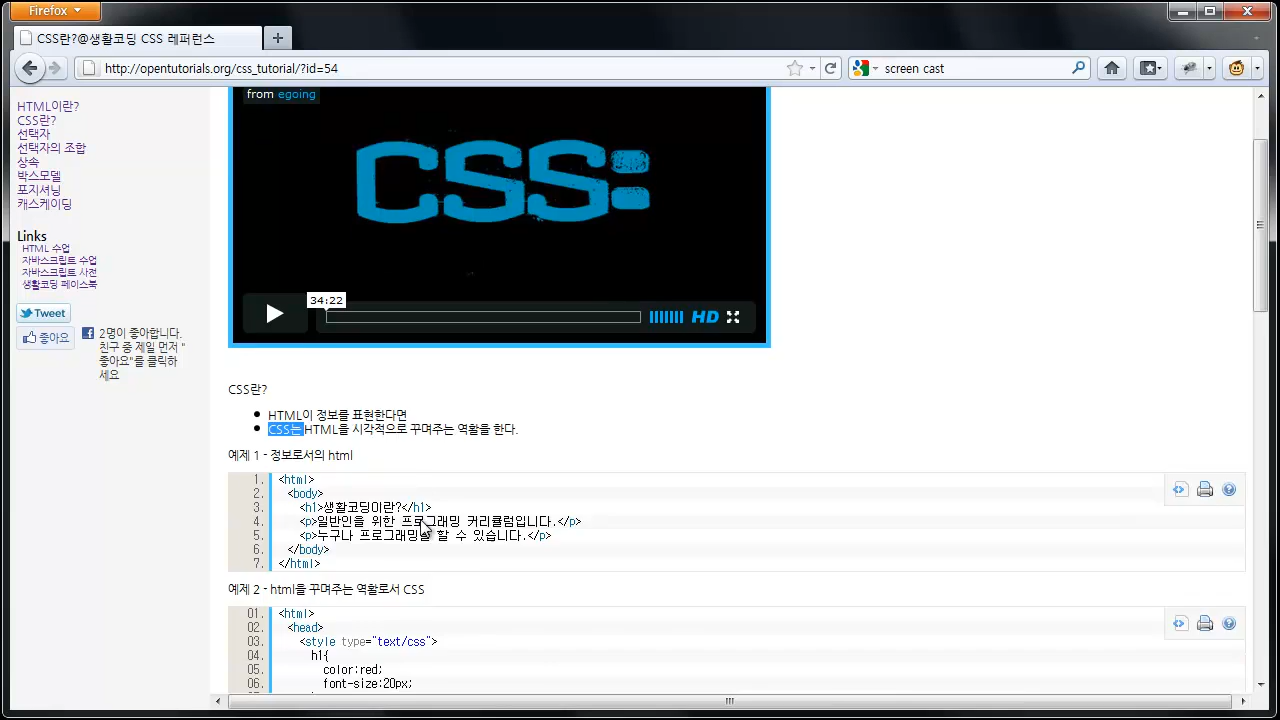 Firefox
CSS란?@생활코딩 CSS 레퍼런스
http://opentutorials.org/css_tutorial/?id=54
screen cast
HTML이란?
CSS란?
선택자
선택자의 조합
상속
박스모델
포지셔닝
캐스케이딩
Links
HTML 수업
자바스크립트 수업
자바스크립트 사전
생활코딩 페이스북
Tweet
좋아요
2명이 좋아합니다.
친구 중 제일 먼저 "
좋아요"를 클릭하
세요
from egoing
CSS:
34:22
HD
CSS란?
HTML이 정보를 표현한다면
CSS는 HTML을 시각적으로 꾸며주는 역활을 한다.
예제 1 - 정보로서의 html
1. <html>
2. <body>
3. <h1>생활코딩이란?</h1>
4. <p>일반인을 위한 프로그래밍 커리큘럼입니다.</p>
5. <p>누구나 프로그래밍을 할 수 있습니다.</p>
6. </body>
7. </html>
예제 2 - html을 꾸며주는 역활로서 CSS
01. <html>
02. <head>
03. <style type="text/css">
04. h1{
05. color:red;
06. font-size:20px;